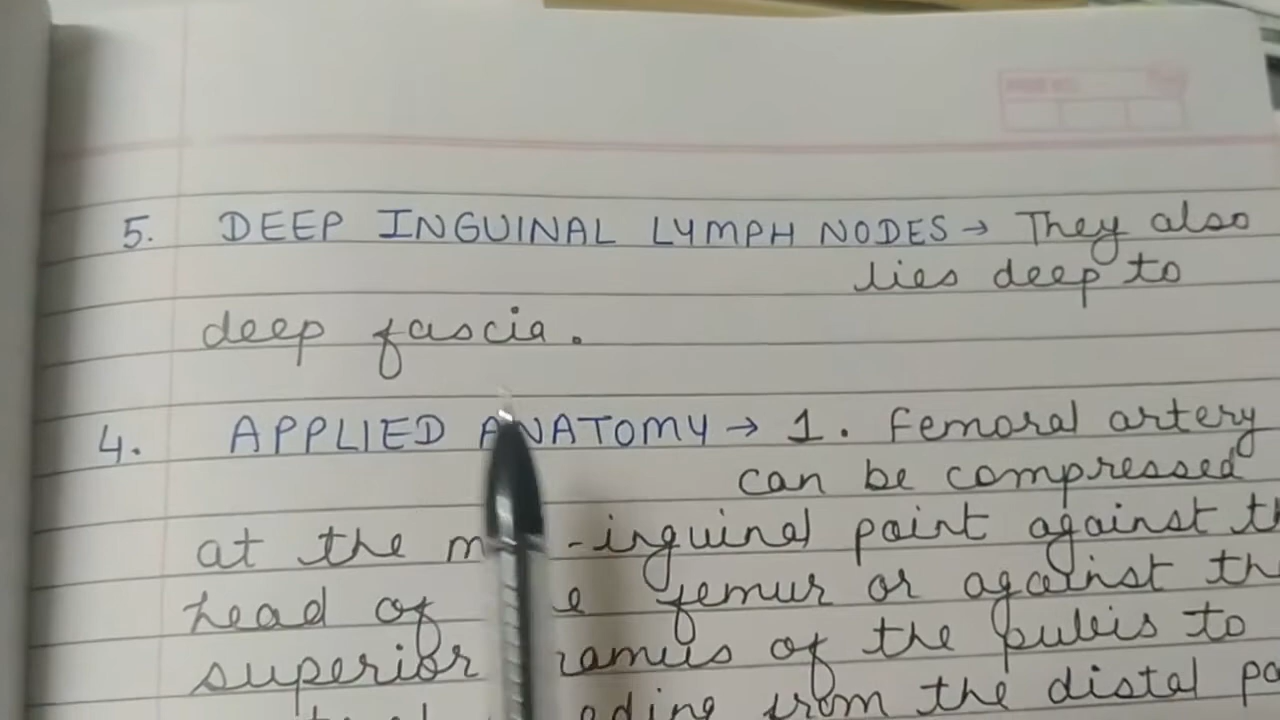 5. DEEP INGUINAL LYMPH NODES → They also
lies deep to
deep fascia.
4. APPLIED ANATOMY → 1. Femoral artery
can be compressed
at the -inguinal point against
head of femur or against
superior ramus of the pubis to
from the distal